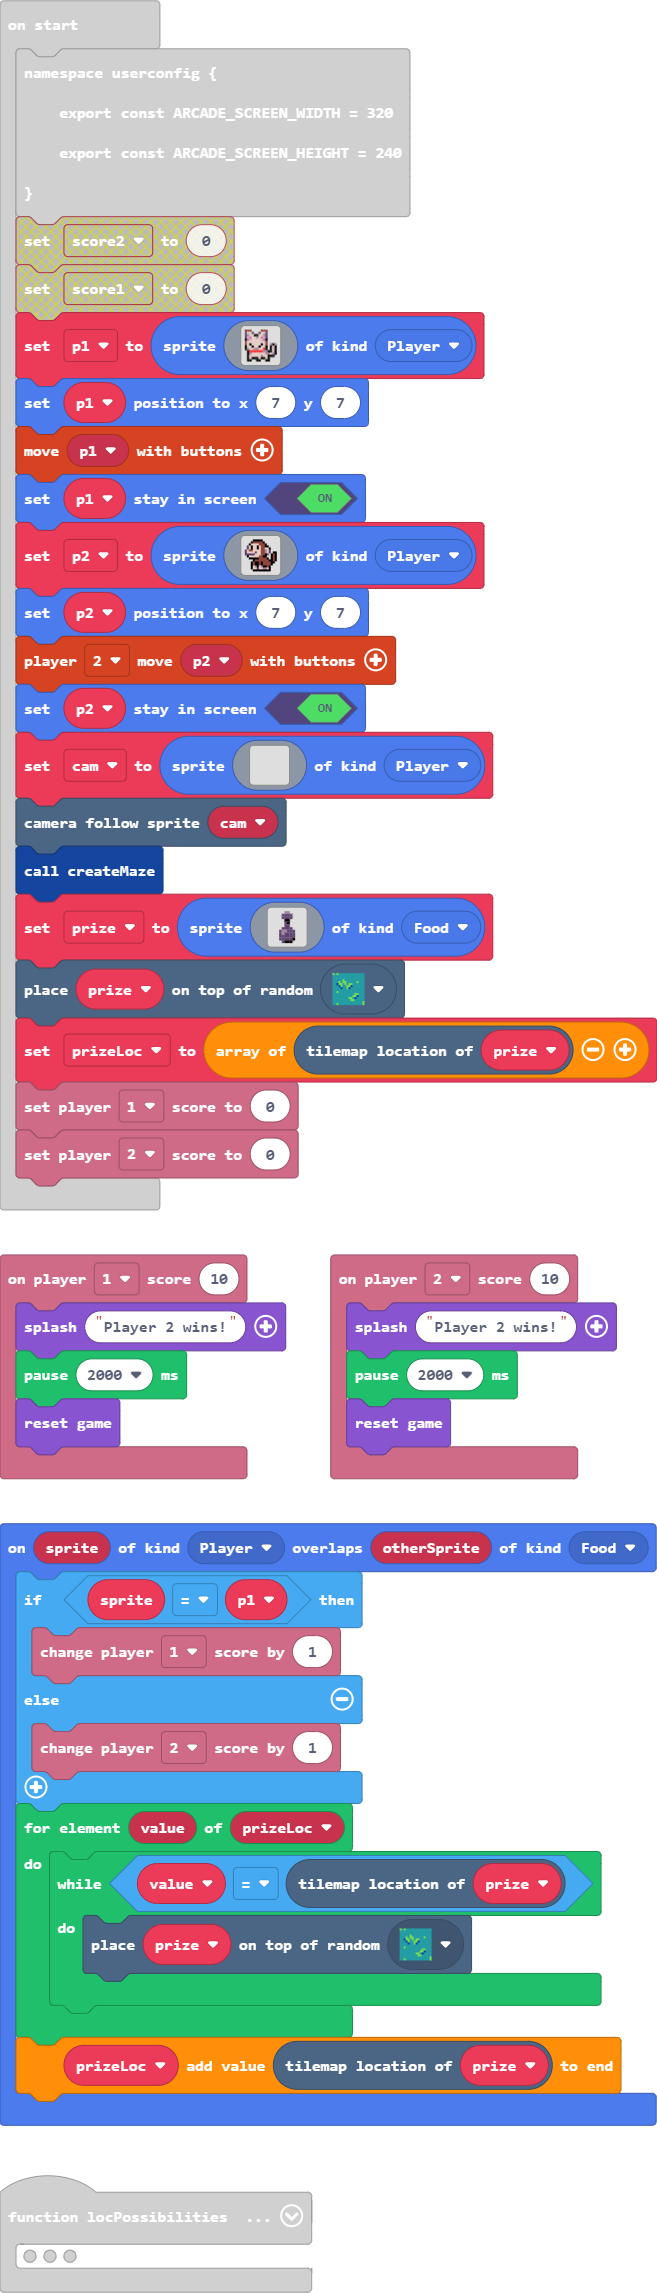 on start
namespace userconfig {
export const ARCADE_SCREEN_WIDTH = 320
export const ARCADE_SCREEN_HEIGHT = 240
}
set score2 to 0
set score1 to 0
set p1 to sprite of kind Player
set p1 position to x 7 y 7
move p1 with buttons
set p1 stay in screen ON
set p2 to sprite of kind Player
set p2 position to x 7 y 7
player 2 move p2 with buttons
set p2 stay in screen ON
set cam to sprite of kind Player
camera follow sprite cam
call createMaze
set prize to sprite of kind Food
place prize on top of random
set prizeLoc to array of tilemap location of prize
set player 1 score to 0
set player 2 score to 0
on player 1 score 10
splash "Player 2 wins!"
pause 2000 ms
reset game
on player 2 score 10
splash "Player 2 wins!"
pause 2000 ms
reset game
on sprite of kind Player overlaps otherSprite of kind Food
if sprite = p1 then
change player 1 score by 1
else
change player 2 score by 1
for element value of prizeLoc
do
while value = tilemap location of prize
do place prize on top of random
prizeLoc add value tilemap location of prize to end
function locPossibilities ...